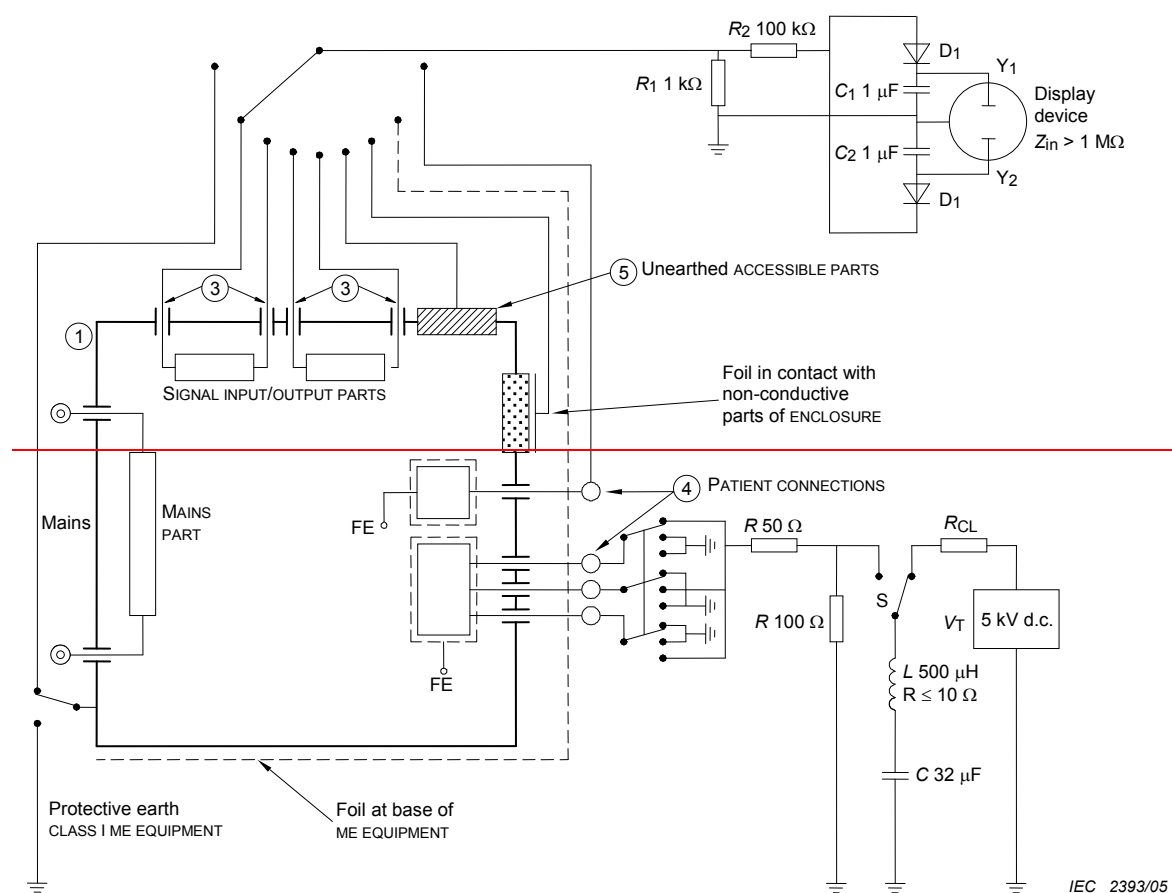 R2 100 kΩ
D1
Y1
R1 1 kΩ
C1 1 μF
Display
device
Zin > 1 MΩ
C2 1 μF
Y2
D1
3
3
5 Unearthed ACCESSIBLE PARTS
1
SIGNAL INPUT/OUTPUT PARTS
Foil in contact with
non-conductive
parts of ENCLOSURE
4 PATIENT CONNECTIONS
Mains
MAINS
PART
FE
R 50 Ω
RCL
S
R 100 Ω
VT
5 kV d.c.
FE
L 500 μH
R ≤ 10 Ω
C 32 μF
Protective earth
CLASS I ME EQUIPMENT
Foil at base of
ME EQUIPMENT
IEC 2393/05